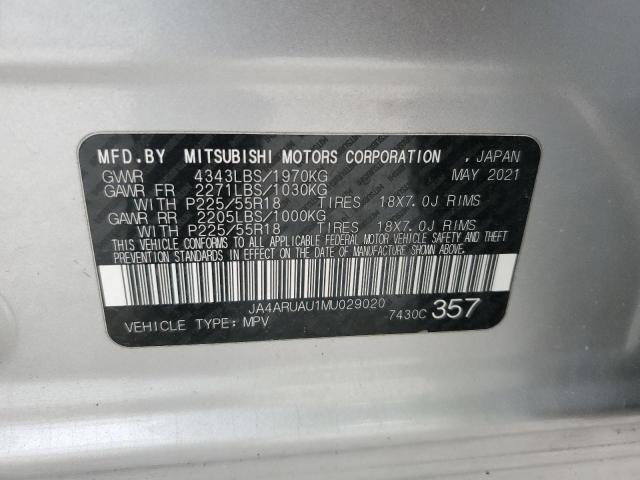 MFD.BY MITSUBISHI MOTORS CORPORATION , JAPAN
GVWR 4343LBS/1970KG MAY 2021
GAWR FR 2271LBS/1030KG
WITH P225/55R18 TIRES 18X7.0J RIMS
GAWR RR 2205LBS/1000KG
WITH P225/55R18 TIRES 18X7.0J RIMS
THIS VEHICLE CONFORMS TO ALL APPLICABLE FEDERAL MOTOR VEHICLE SAFETY AND THEFT
PREVENTION STANDARDS IN EFFECT ON THE DATE OF MANUFACTURE SHOWN ABOVE.
JA4ARUAU1MU029020
VEHICLE TYPE: MPV 7430C 357